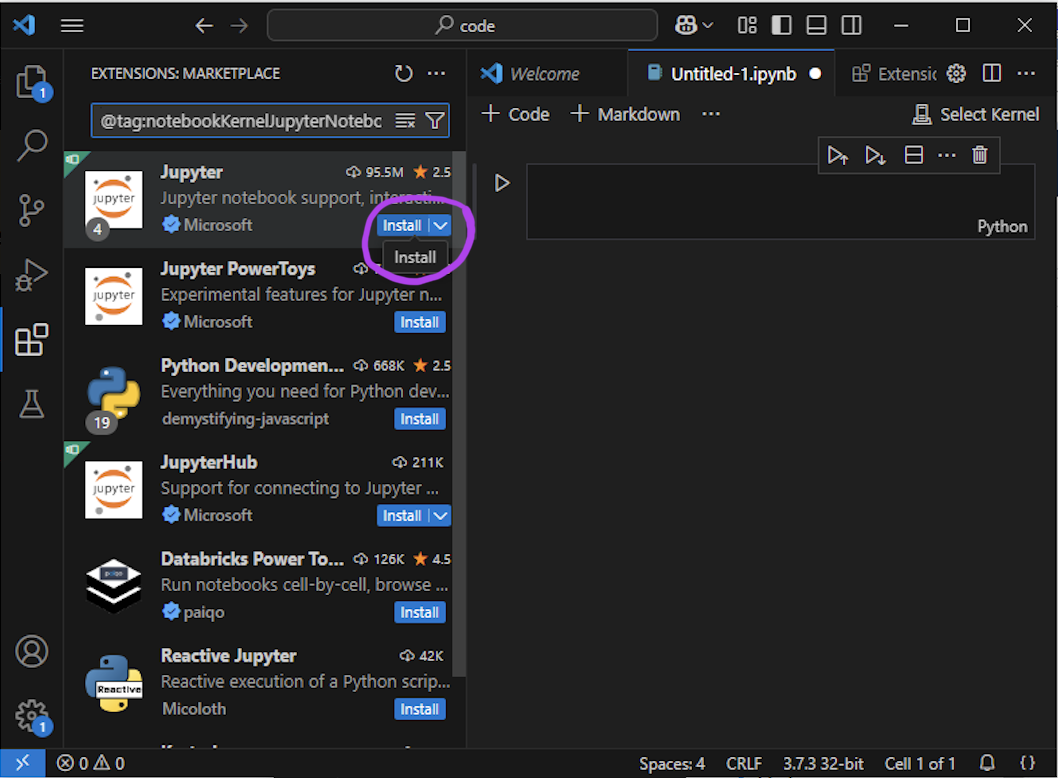 code
EXTENSIONS: MARKETPLACE
Welcome
Untitled-1.ipynb
Extensic
1
@tag:notebookKernelJupyterNotebo
Code
Markdown
Select Kernel
Jupyter
95.5M
2.5
Jupyter notebook support, interacti...
jupyter
4
Microsoft
Install
Install
Python
Jupyter PowerToys
Experimental features for Jupyter n...
jupyter
Microsoft
Install
Python Developmen...
668K
2.5
Everything you need for Python dev...
19
demystifying-javascript
Install
JupyterHub
211K
Support for connecting to Jupyter ...
jupyter
Microsoft
Install
Databricks Power To...
126K
4.5
Run notebooks cell-by-cell, browse ...
paiqo
paiqo
Install
Reactive Jupyter
42K
Reactive execution of a Python scrip...
Reactive
Micoloth
Install
1
0
0
Spaces: 4
CRLF
3.7.3 32-bit
Cell 1 of 1
{}